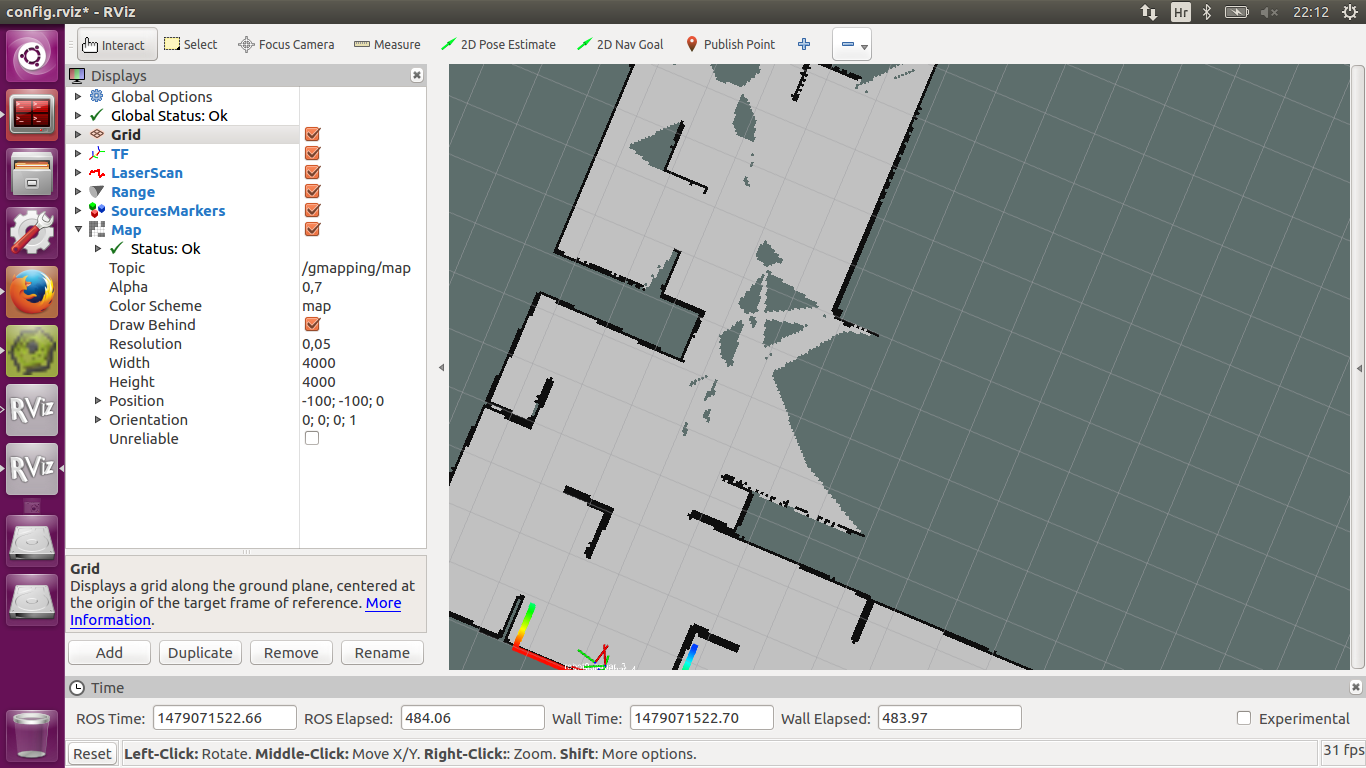 config.rviz* - RViz
Hr
22:12
Interact Select Focus Camera Measure 2D Pose Estimate 2D Nav Goal Publish Point
Displays
Global Options
Global Status: Ok
Grid
TF
LaserScan
Range
SourcesMarkers
Map
Status: Ok
Topic /gmapping/map
Alpha 0,7
Color Scheme map
Draw Behind
Resolution 0,05
Width 4000
Height 4000
Position -100; -100; 0
Orientation 0; 0; 0; 1
Unreliable
RViz
RViz
Grid
Displays a grid along the ground plane, centered at
the origin of the target frame of reference. More
Information.
Add Duplicate Remove Rename
Time
ROS Time: 1479071522.66 ROS Elapsed: 484.06 Wall Time: 1479071522.70 Wall Elapsed: 483.97 Experimental
Reset Left-Click: Rotate. Middle-Click: Move X/Y. Right-Click:: Zoom. Shift: More options. 31 fps